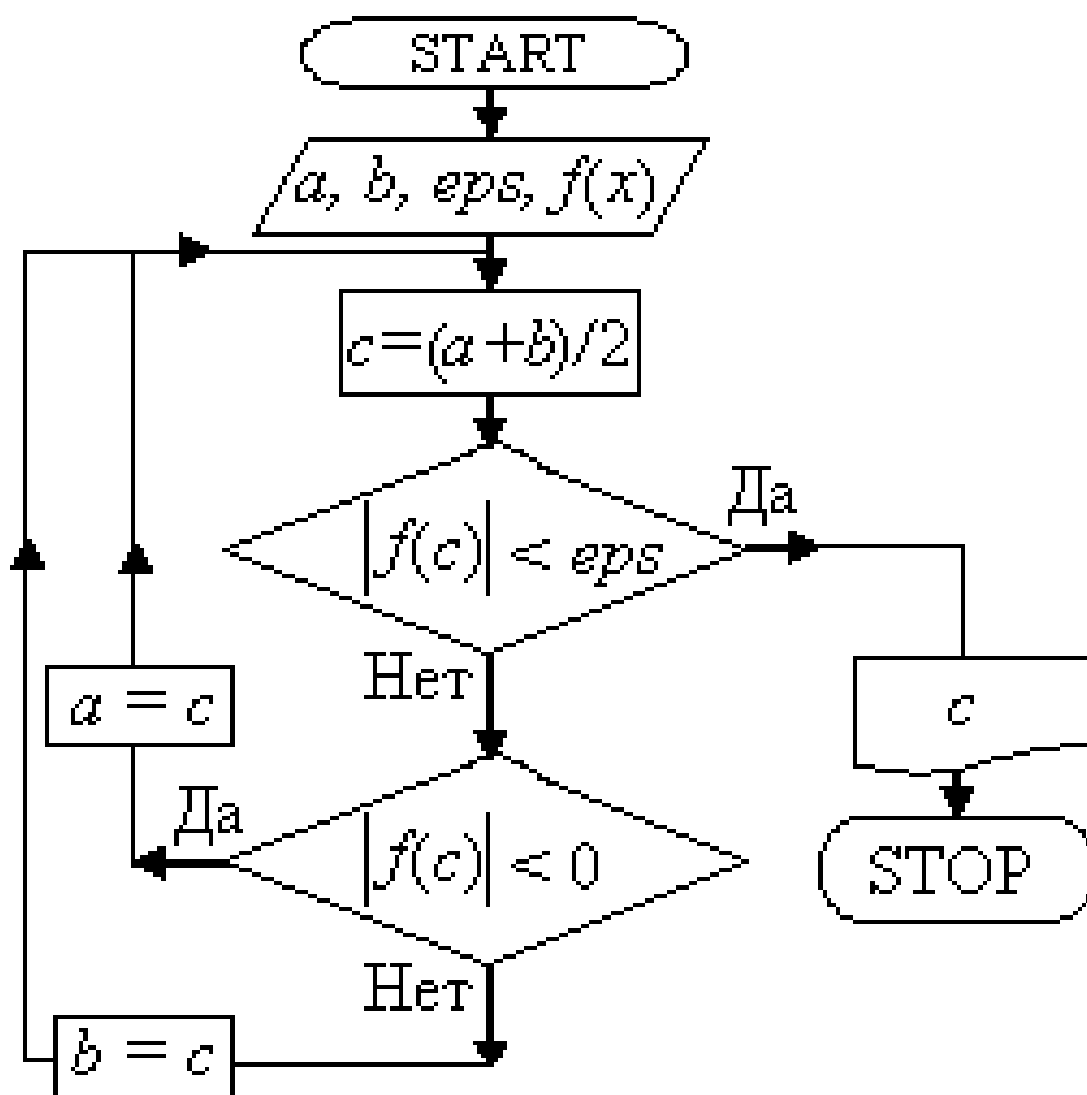 START
a, b, eps, f(x)
c=(a+b)/2
Да
|f(c)| < eps
Нет
a = c
c
Да
|f(c)| < 0
STOP
Нет
b = c